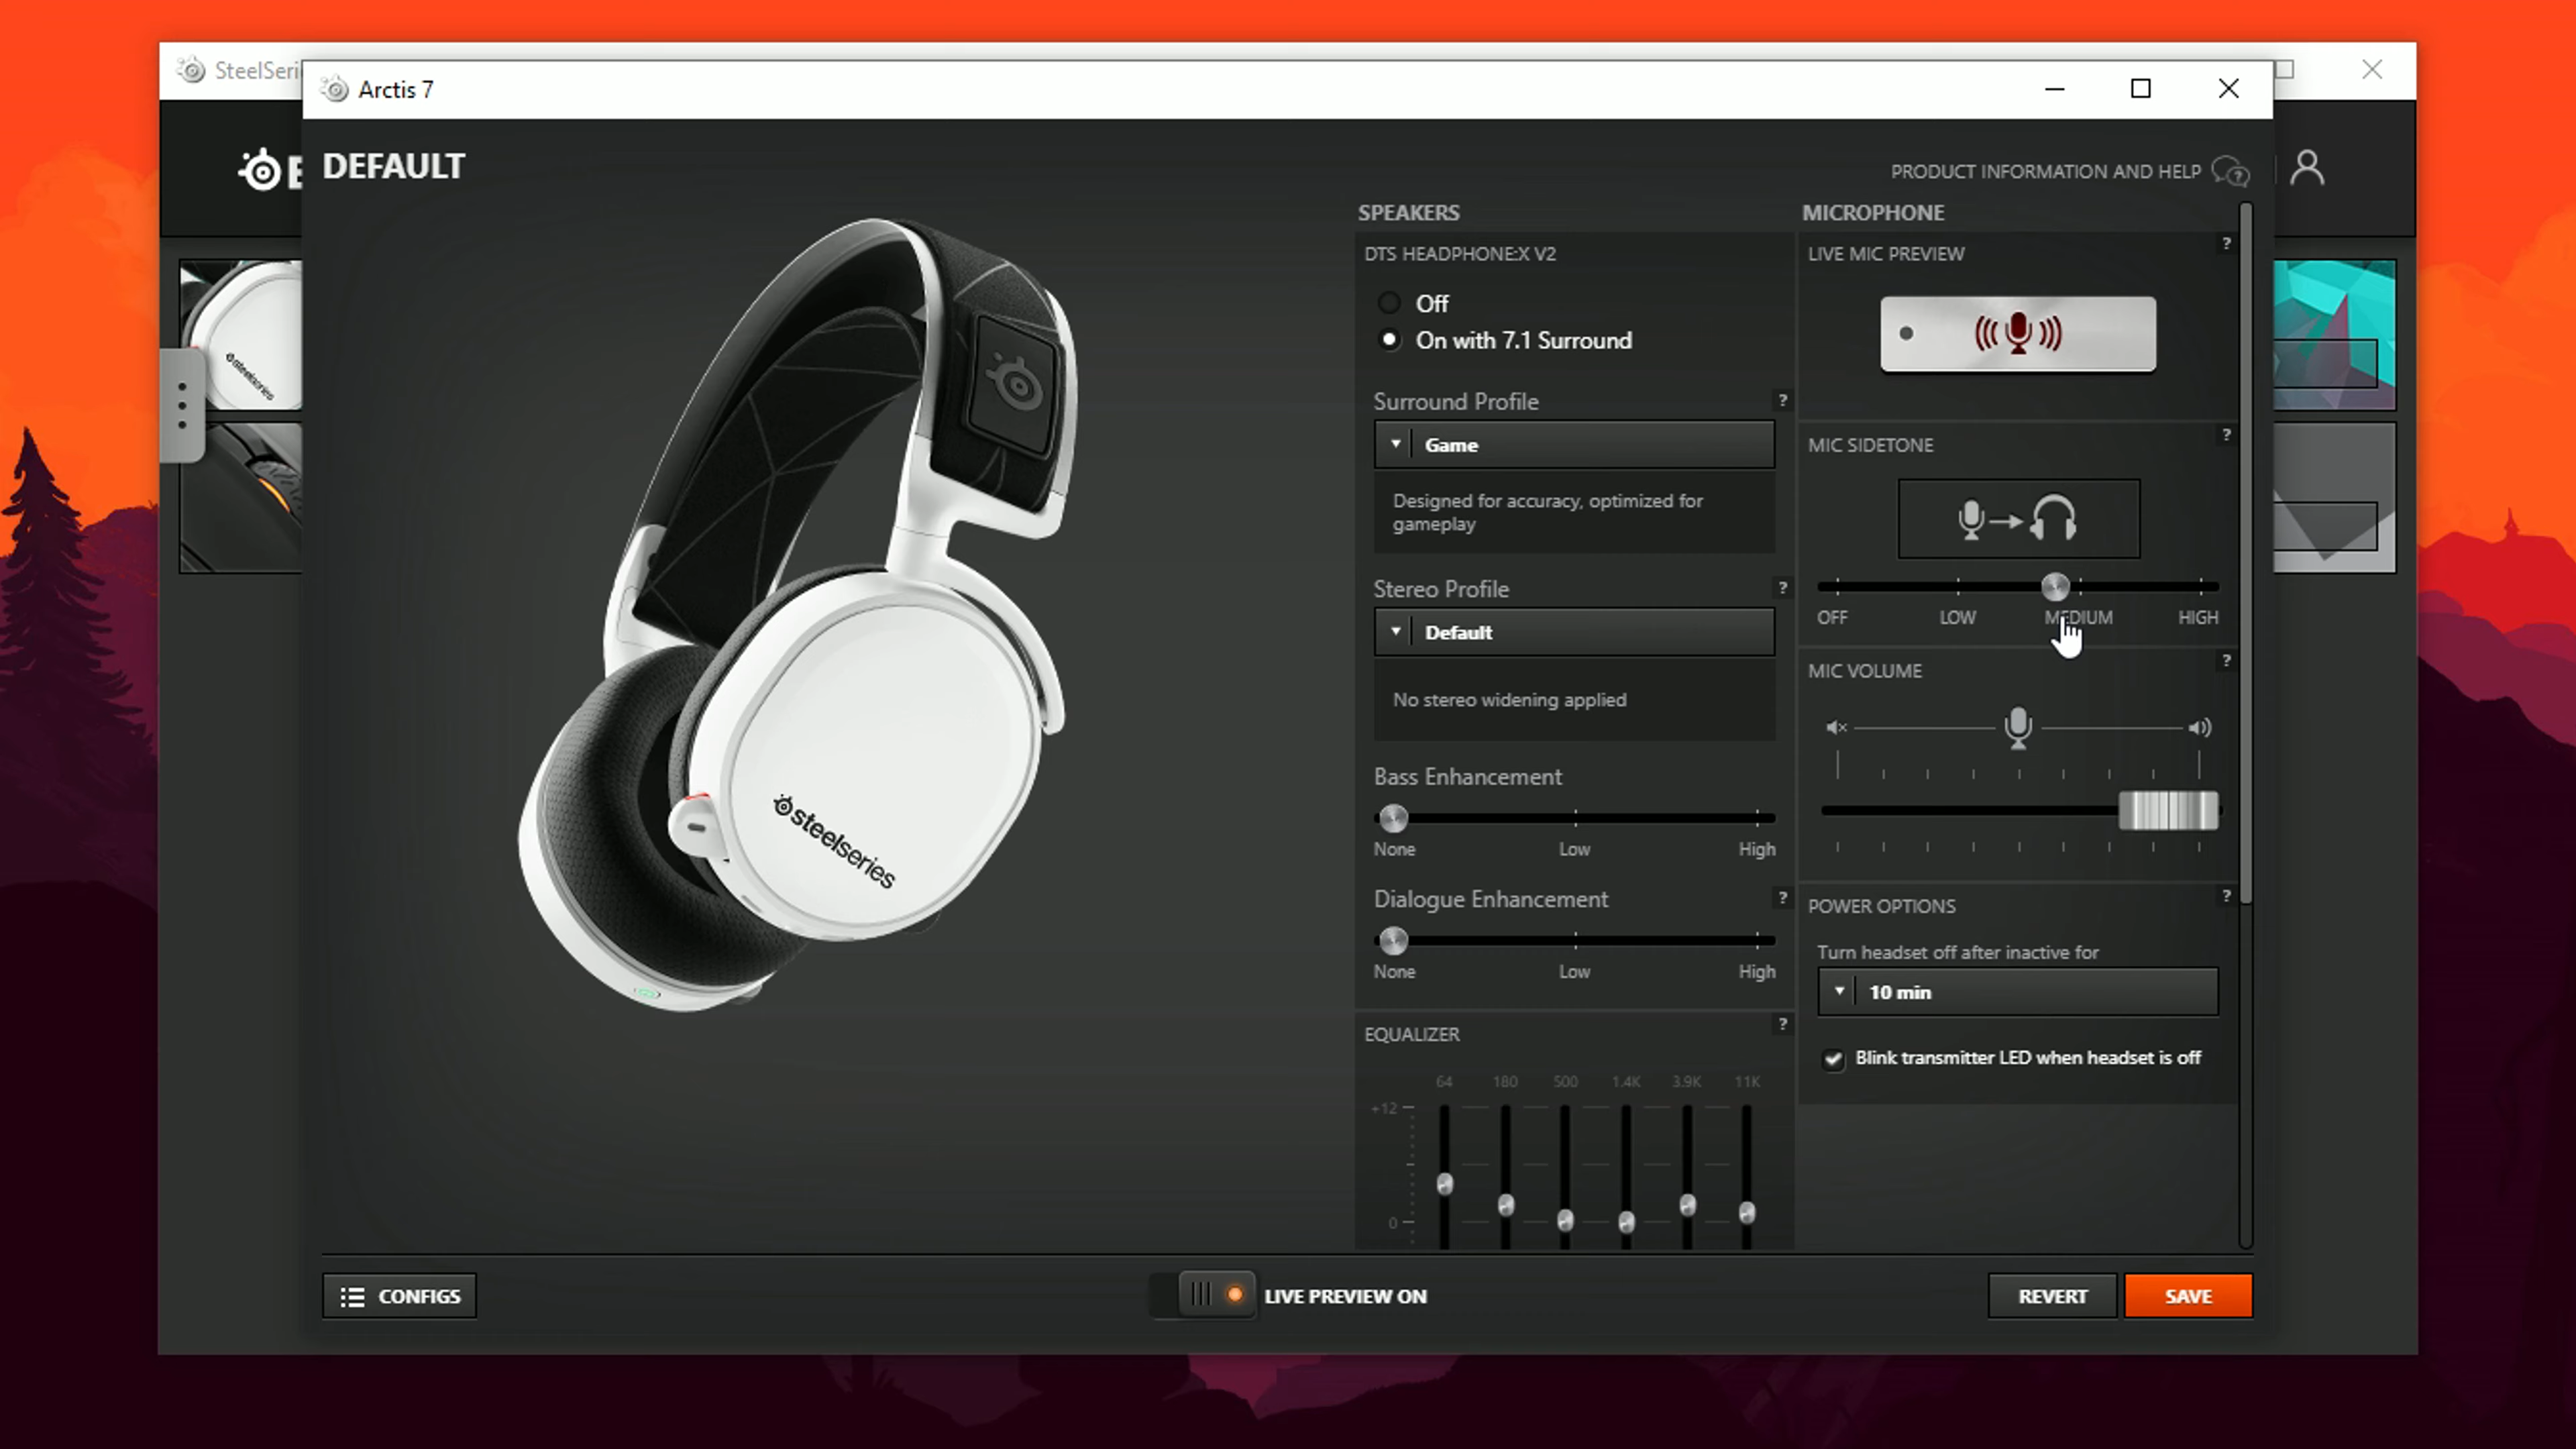 SteelSeri
Arctis 7
E
DEFAULT
PRODUCT INFORMATION AND HELP
SPEAKERS
DTS HEADPHONE:X V2
Off
On with 7.1 Surround
Surround Profile ?
Game
Designed for accuracy, optimized for
gameplay
Stereo Profile ?
Default
No stereo widening applied
Bass Enhancement
None Low High
Dialogue Enhancement ?
None Low High
EQUALIZER ?
64 180 500 1.4K 3.9K 11K
+12
0
MICROPHONE
LIVE MIC PREVIEW ?
MIC SIDETONE ?
OFF LOW MEDIUM HIGH
MIC VOLUME ?
POWER OPTIONS ?
Turn headset off after inactive for
10 min
Blink transmitter LED when headset is off
steelseries
steelseries
CONFIGS
LIVE PREVIEW ON
REVERT
SAVE